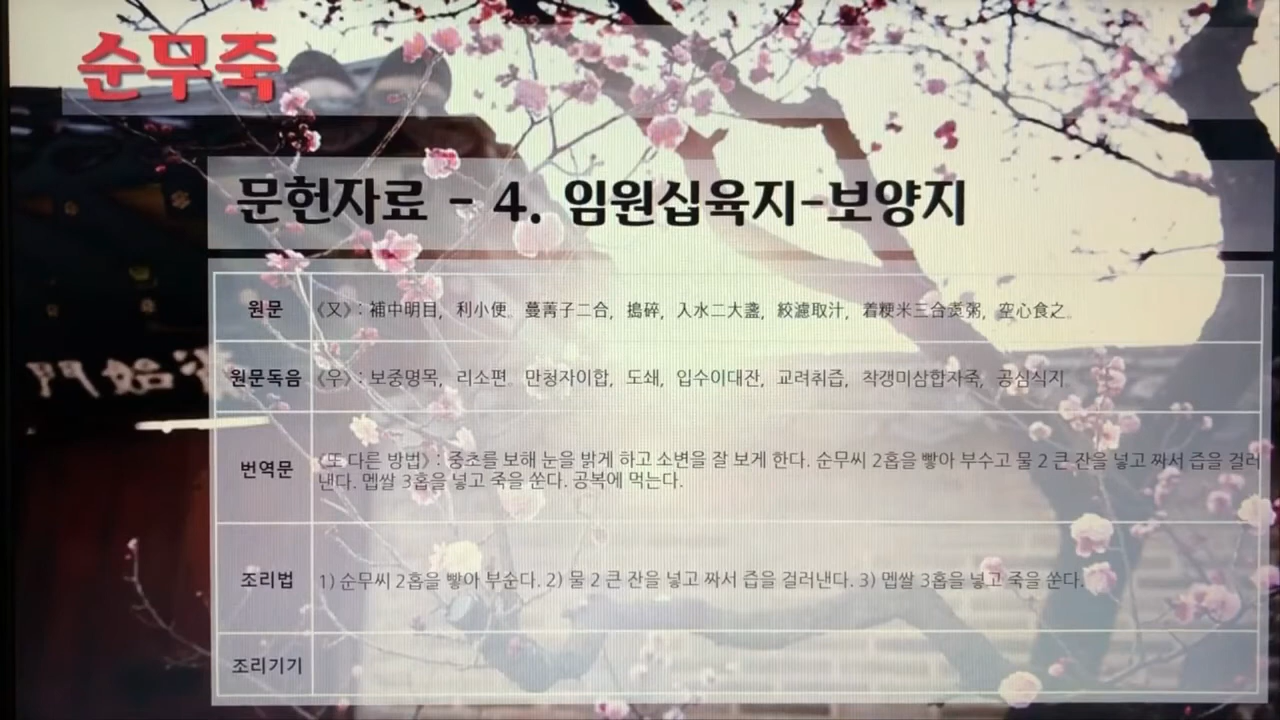 순무죽
문헌자료 - 4. 임원십육지-보양지
원문
《又》: 補中明目, 利小便 蔓菁子二合, 搗碎, 入水二大盞, 絞濾取汁, 着粳米三合煮粥, 空心食之
원문독음
《우》: 보중명목, 리소편 만청자이합, 도쇄, 입수이대잔, 교려취즙, 착갱미삼합자죽, 공심식지
번역문
《또 다른 방법》: 중초를 보해 눈을 밝게 하고 소변을 잘 보게 한다. 순무씨 2홉을 빻아 부수고 물 2 큰 잔을 넣고 짜서 즙을 걸러
낸다. 멥쌀 3홉을 넣고 죽을 쑨다. 공복에 먹는다.
조리법
1) 순무씨 2홉을 빻아 부순다. 2) 물 2 큰 잔을 넣고 짜서 즙을 걸러낸다. 3) 멥쌀 3홉을 넣고 죽을 쑨다.
조리기기
門始